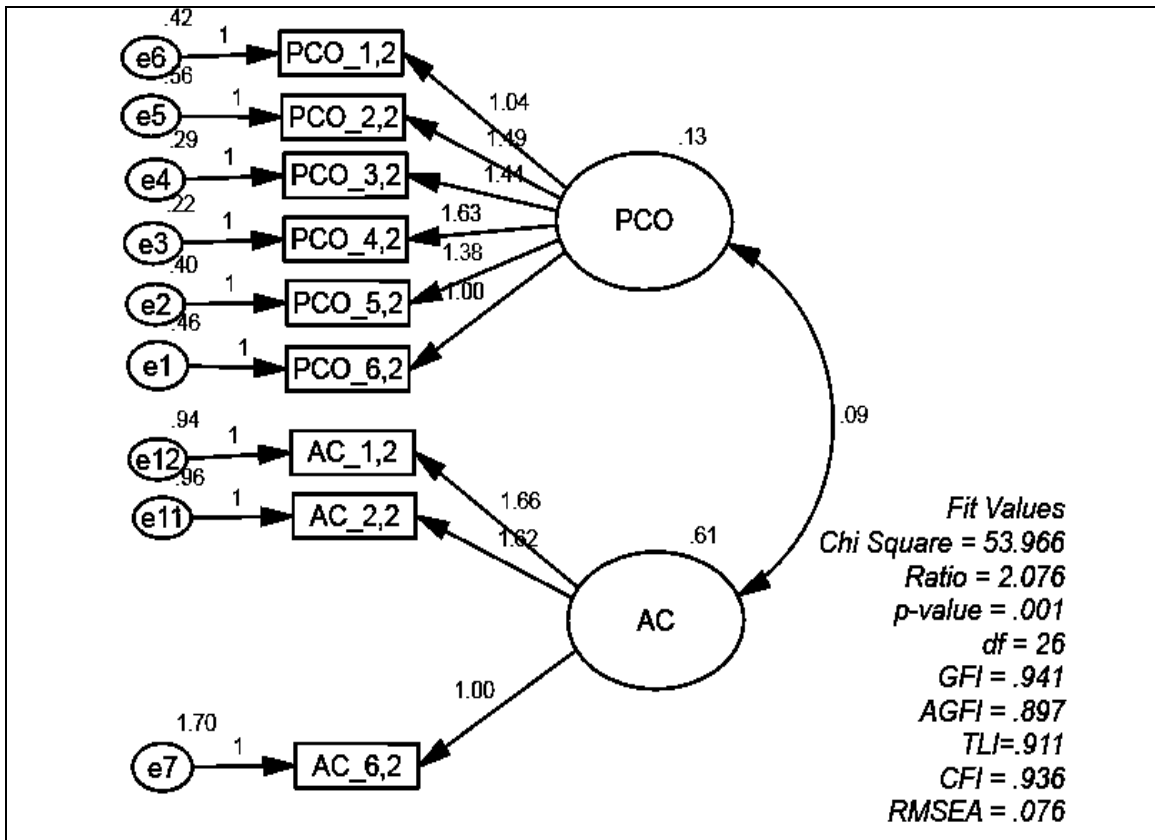 .42
1
e6
PCO_1,2
1.04
.56
1
e5
PCO_2,2
1.49
.13
.29
1
e4
PCO_3,2
1.44
PCO
.22
1
e3
PCO_4,2
1.63
.40
1
e2
PCO_5,2
1.38
.46
1
e1
PCO_6,2
1.00
.09
.94
1
e12
AC_1,2
1.66
.96
1
e11
AC_2,2
1.62
.61
AC
1.00
1.70
1
e7
AC_6,2
Fit Values
Chi Square = 53.966
Ratio = 2.076
p-value = .001
df = 26
GFI = .941
AGFI = .897
TLI=.911
CFI = .936
RMSEA = .076